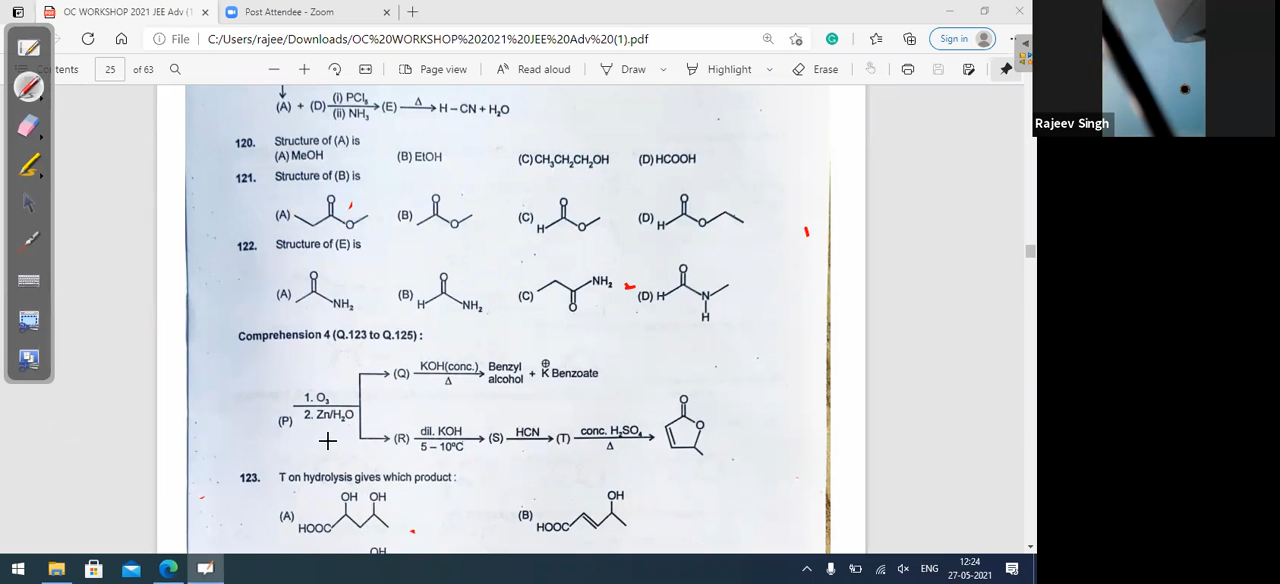 OC WORKSHOP 2021 JEE Adv (1
Post Attendee - Zoom
File C:/Users/rajee/Downloads/OC%20WORKSHOP%202021%20JEE%20Adv%20(1).pdf
Sign in
ntents 25 of 63 Page view Read aloud Draw Highlight Erase
Rajeev Singh
(A) + (D) (i) PCl5 (ii) NH3 → (E) Δ → H – CN + H2O
120. Structure of (A) is
(A) MeOH (B) EtOH (C) CH3CH2CH2OH (D) HCOOH
121. Structure of (B) is
(A) O O (B) O O (C) O H O (D) O H O
122. Structure of (E) is
(A) O NH2 (B) O H NH2 (C) NH2 O (D) O H N H
Comprehension 4 (Q.123 to Q.125) :
(Q) KOH(conc.) Δ → Benzyl alcohol + K⊕ Benzoate
(P) 1. O3 2. Zn/H2O
(R) dil. KOH 5 – 10ºC → (S) HCN → (T) conc. H2SO4 Δ → O O
123. T on hydrolysis gives which product :
(A) HOOC OH OH (B) HOOC OH
OH
ENG
12:24
27-05-2021